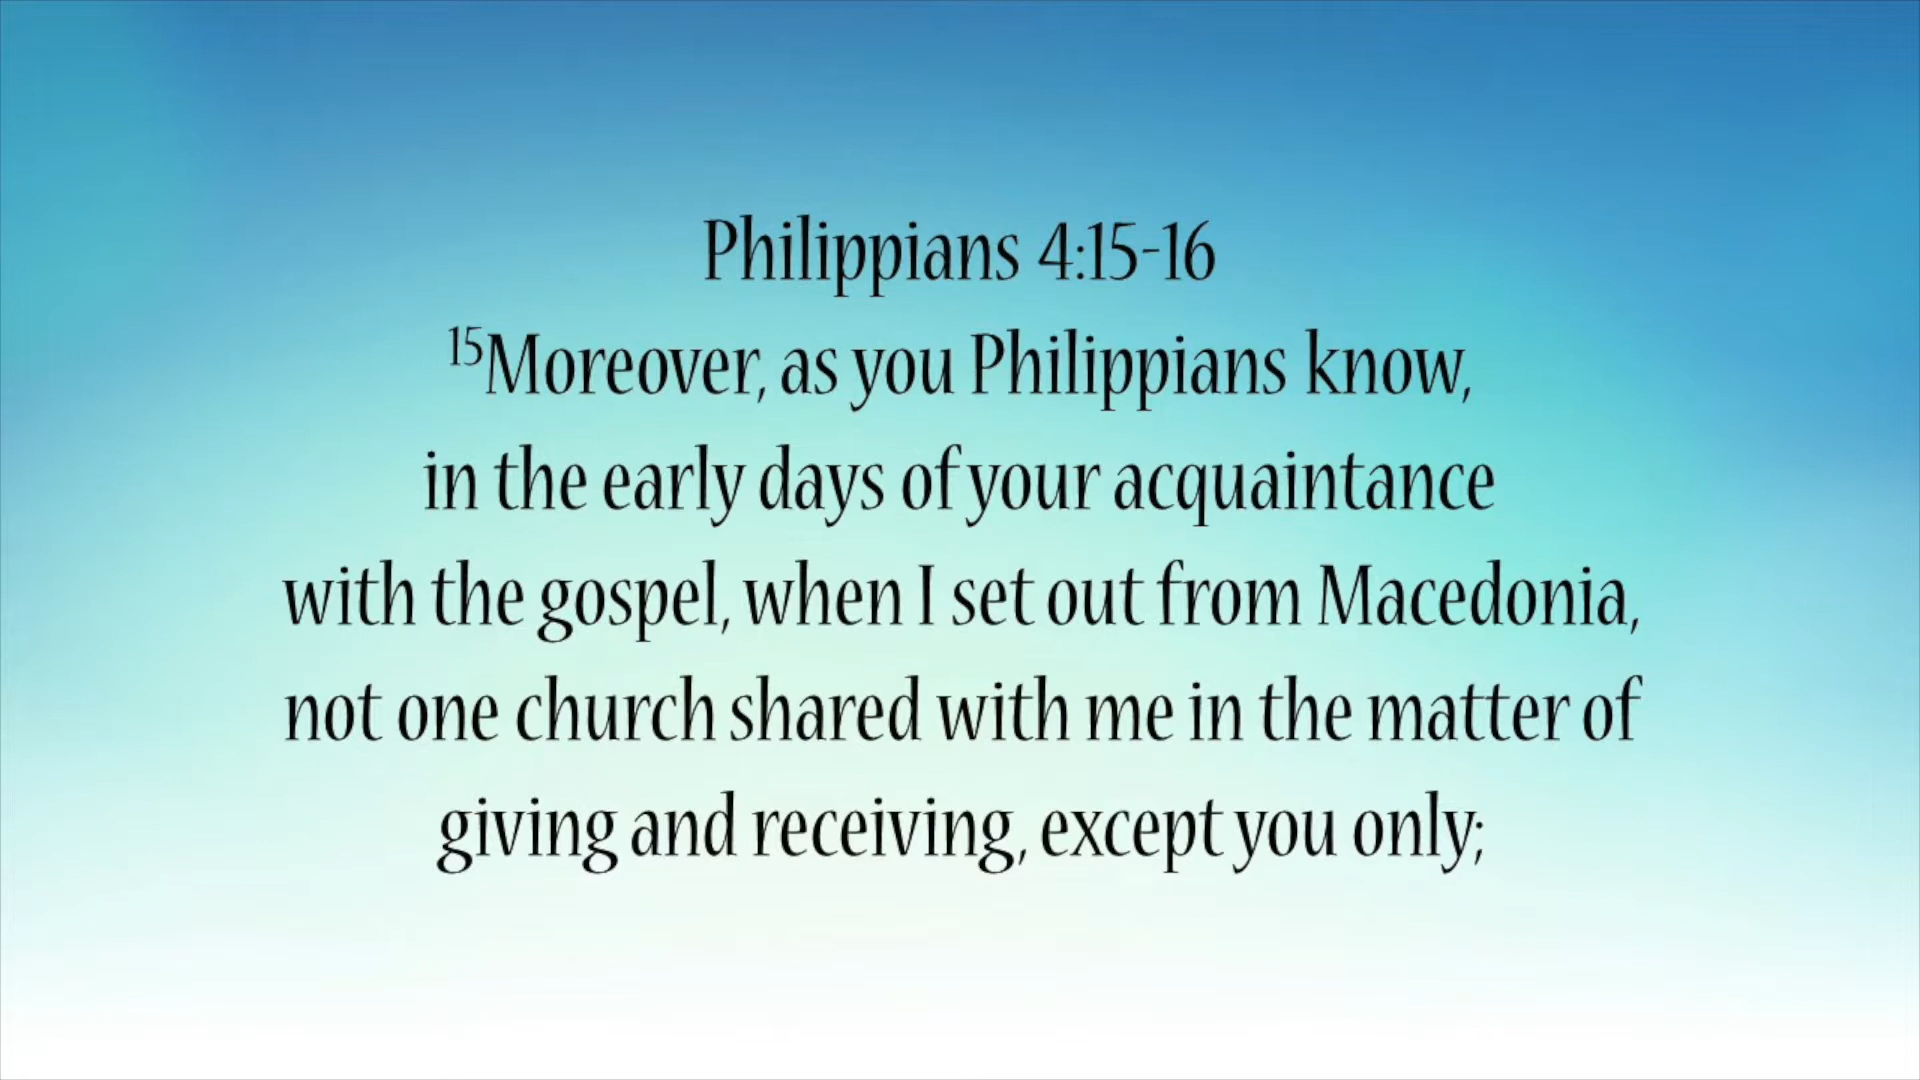 Philippians 4:15-16
15Moreover, as you Philippians know,
in the early days of your acquaintance
with the gospel, when I set out from Macedonia,
not one church shared with me in the matter of
giving and receiving, except you only;